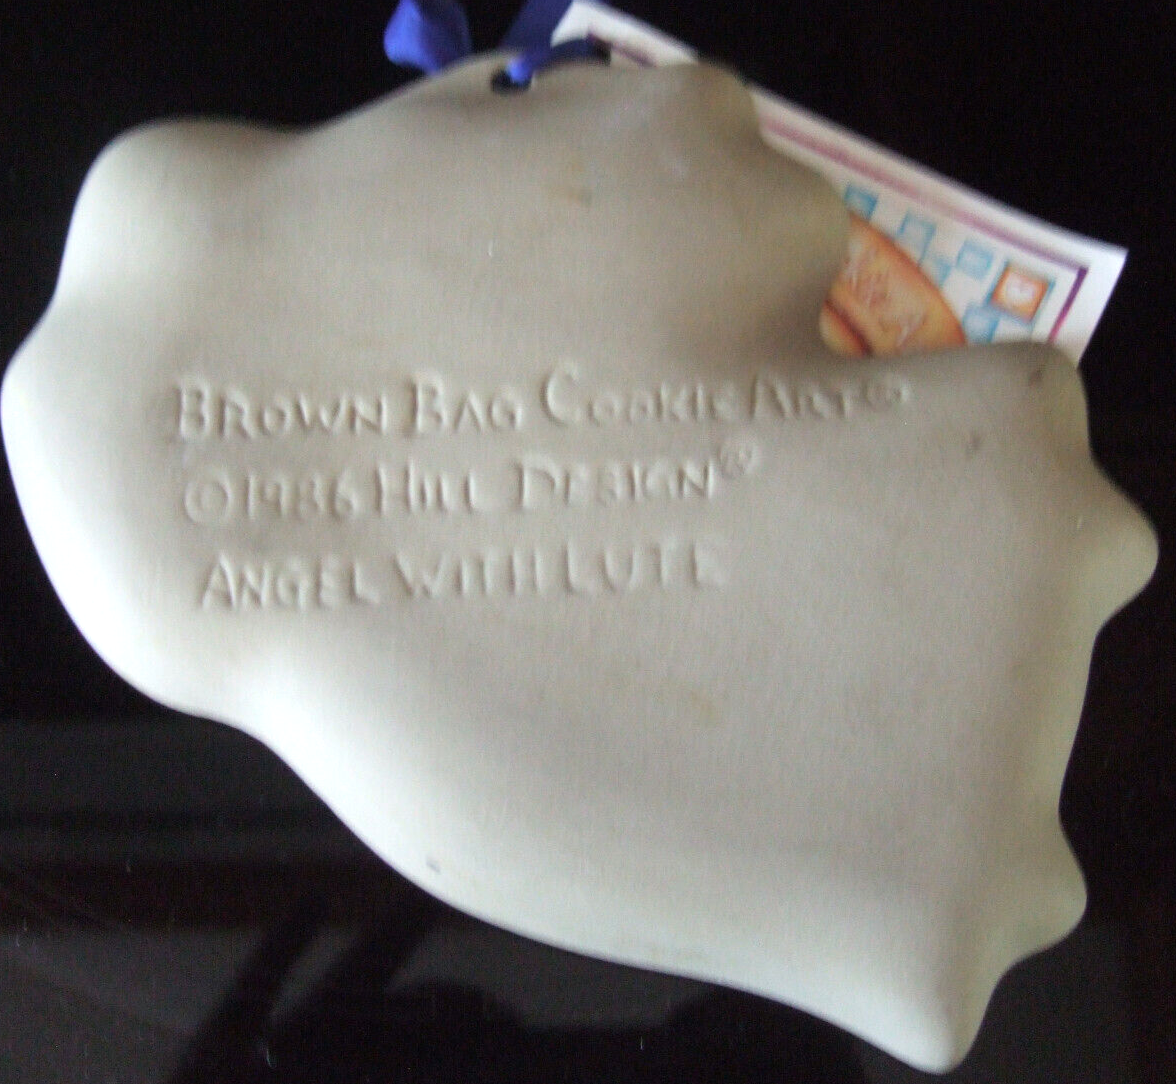 BROWN BAG COOKIE ART®
©1986 HILL DESIGN®
ANGEL WITH LUTE